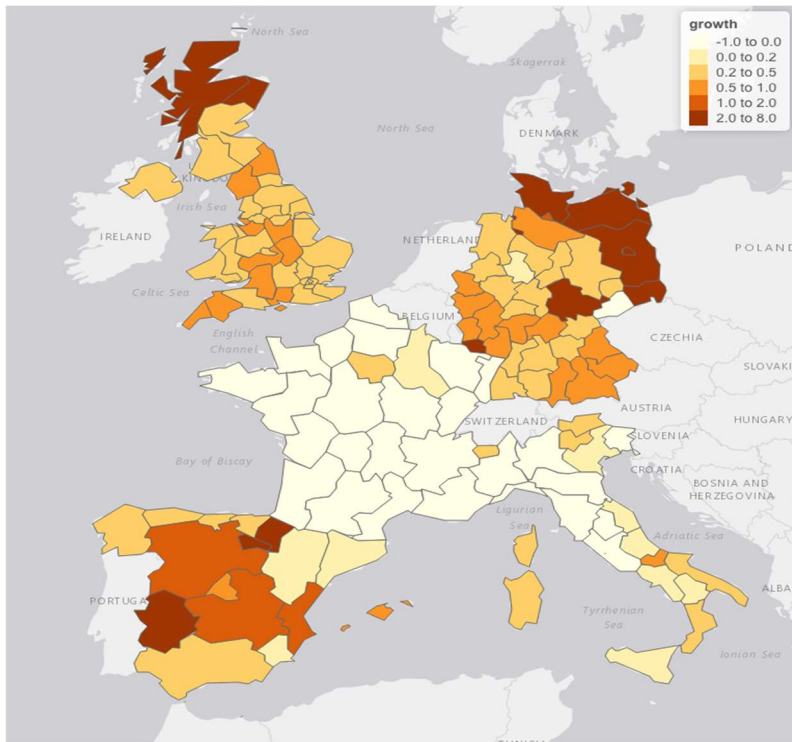 growth
-1.0 to 0.0
0.0 to 0.2
0.2 to 0.5
0.5 to 1.0
1.0 to 2.0
2.0 to 8.0
North Sea
Skagerrak
North Sea
DENMARK
KINGDO
Irish Sea
IRELAND
NETHERLAND
POLAND
Celtic Sea
BELGIUM
English
Channel
CZECHIA
SLOVAKI
AUSTRIA
SWITZERLAND
HUNGARY
SLOVENIA
Bay of Biscay
CROATIA
BOSNIA AND
HERZEGOVINA
Ligurian
Sea
Adriatic Sea
ALBA
PORTUGA
Tyrrhenian
Sea
Ionian Sea